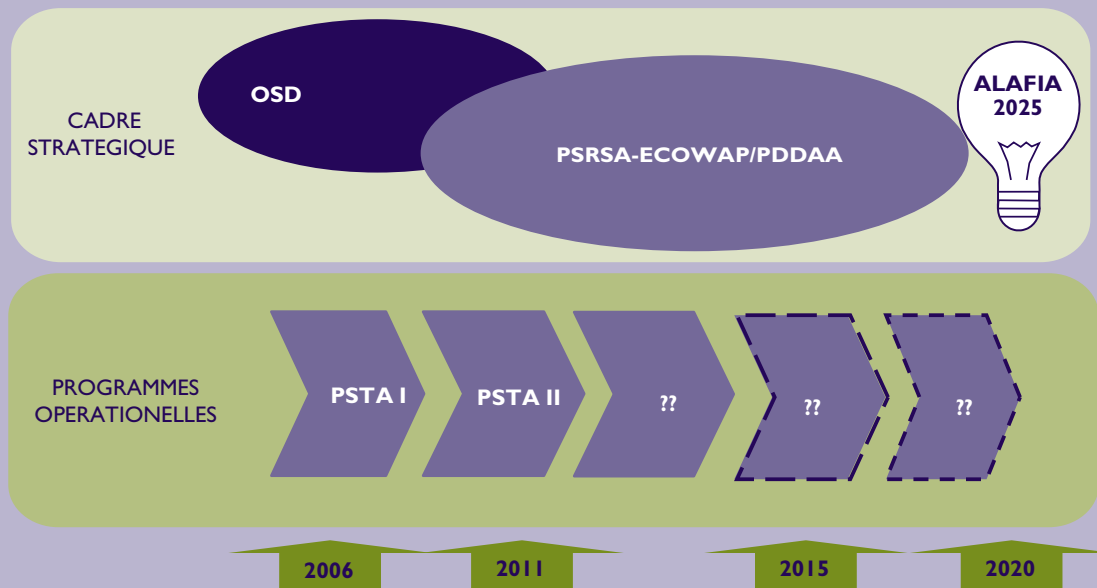 CADRE
STRATEGIQUE
OSD
PSRSA-ECOWAP/PDDAA
ALAFIA
2025
PROGRAMMES
OPERATIONELLES
PSTA I
PSTA II
??
??
??
2006
2011
2015
2020